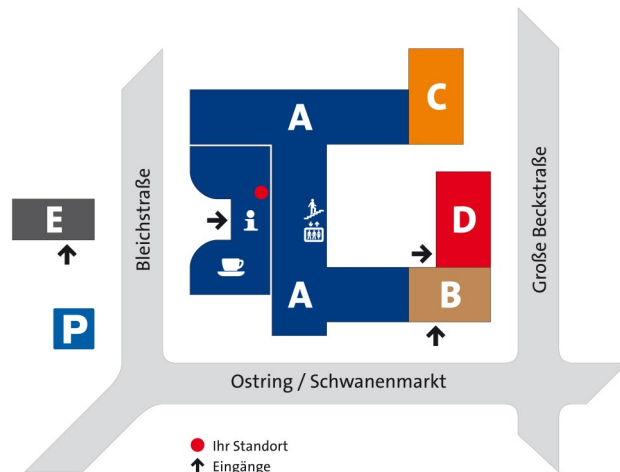 C
A
E
Bleichstraße
i
D
Große Beckstraße
A
B
P
Ostring / Schwanenmarkt
Ihr Standort
Eingänge